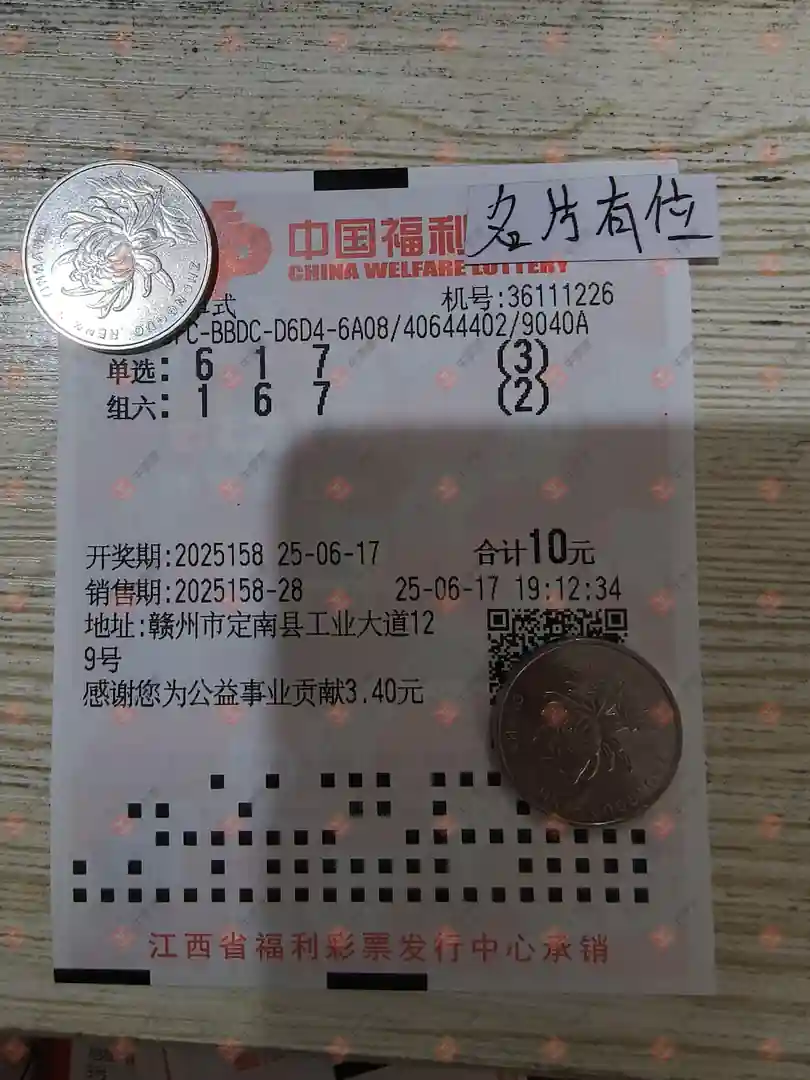 中国福利
CHINA WELFARE LOTTERY
名片有位
单式
机号:36111226
FC-BBDC-D6D4-6A08/40644402/9040A
单选: 6 1 7 (3)
组六: 1 6 7 (2)
开奖期:2025158 25-06-17 合计10元
销售期:2025158-28 25-06-17 19:12:34
地址:赣州市定南县工业大道12
9号
感谢您为公益事业贡献3.40元
江西省福利彩票发行中心承销